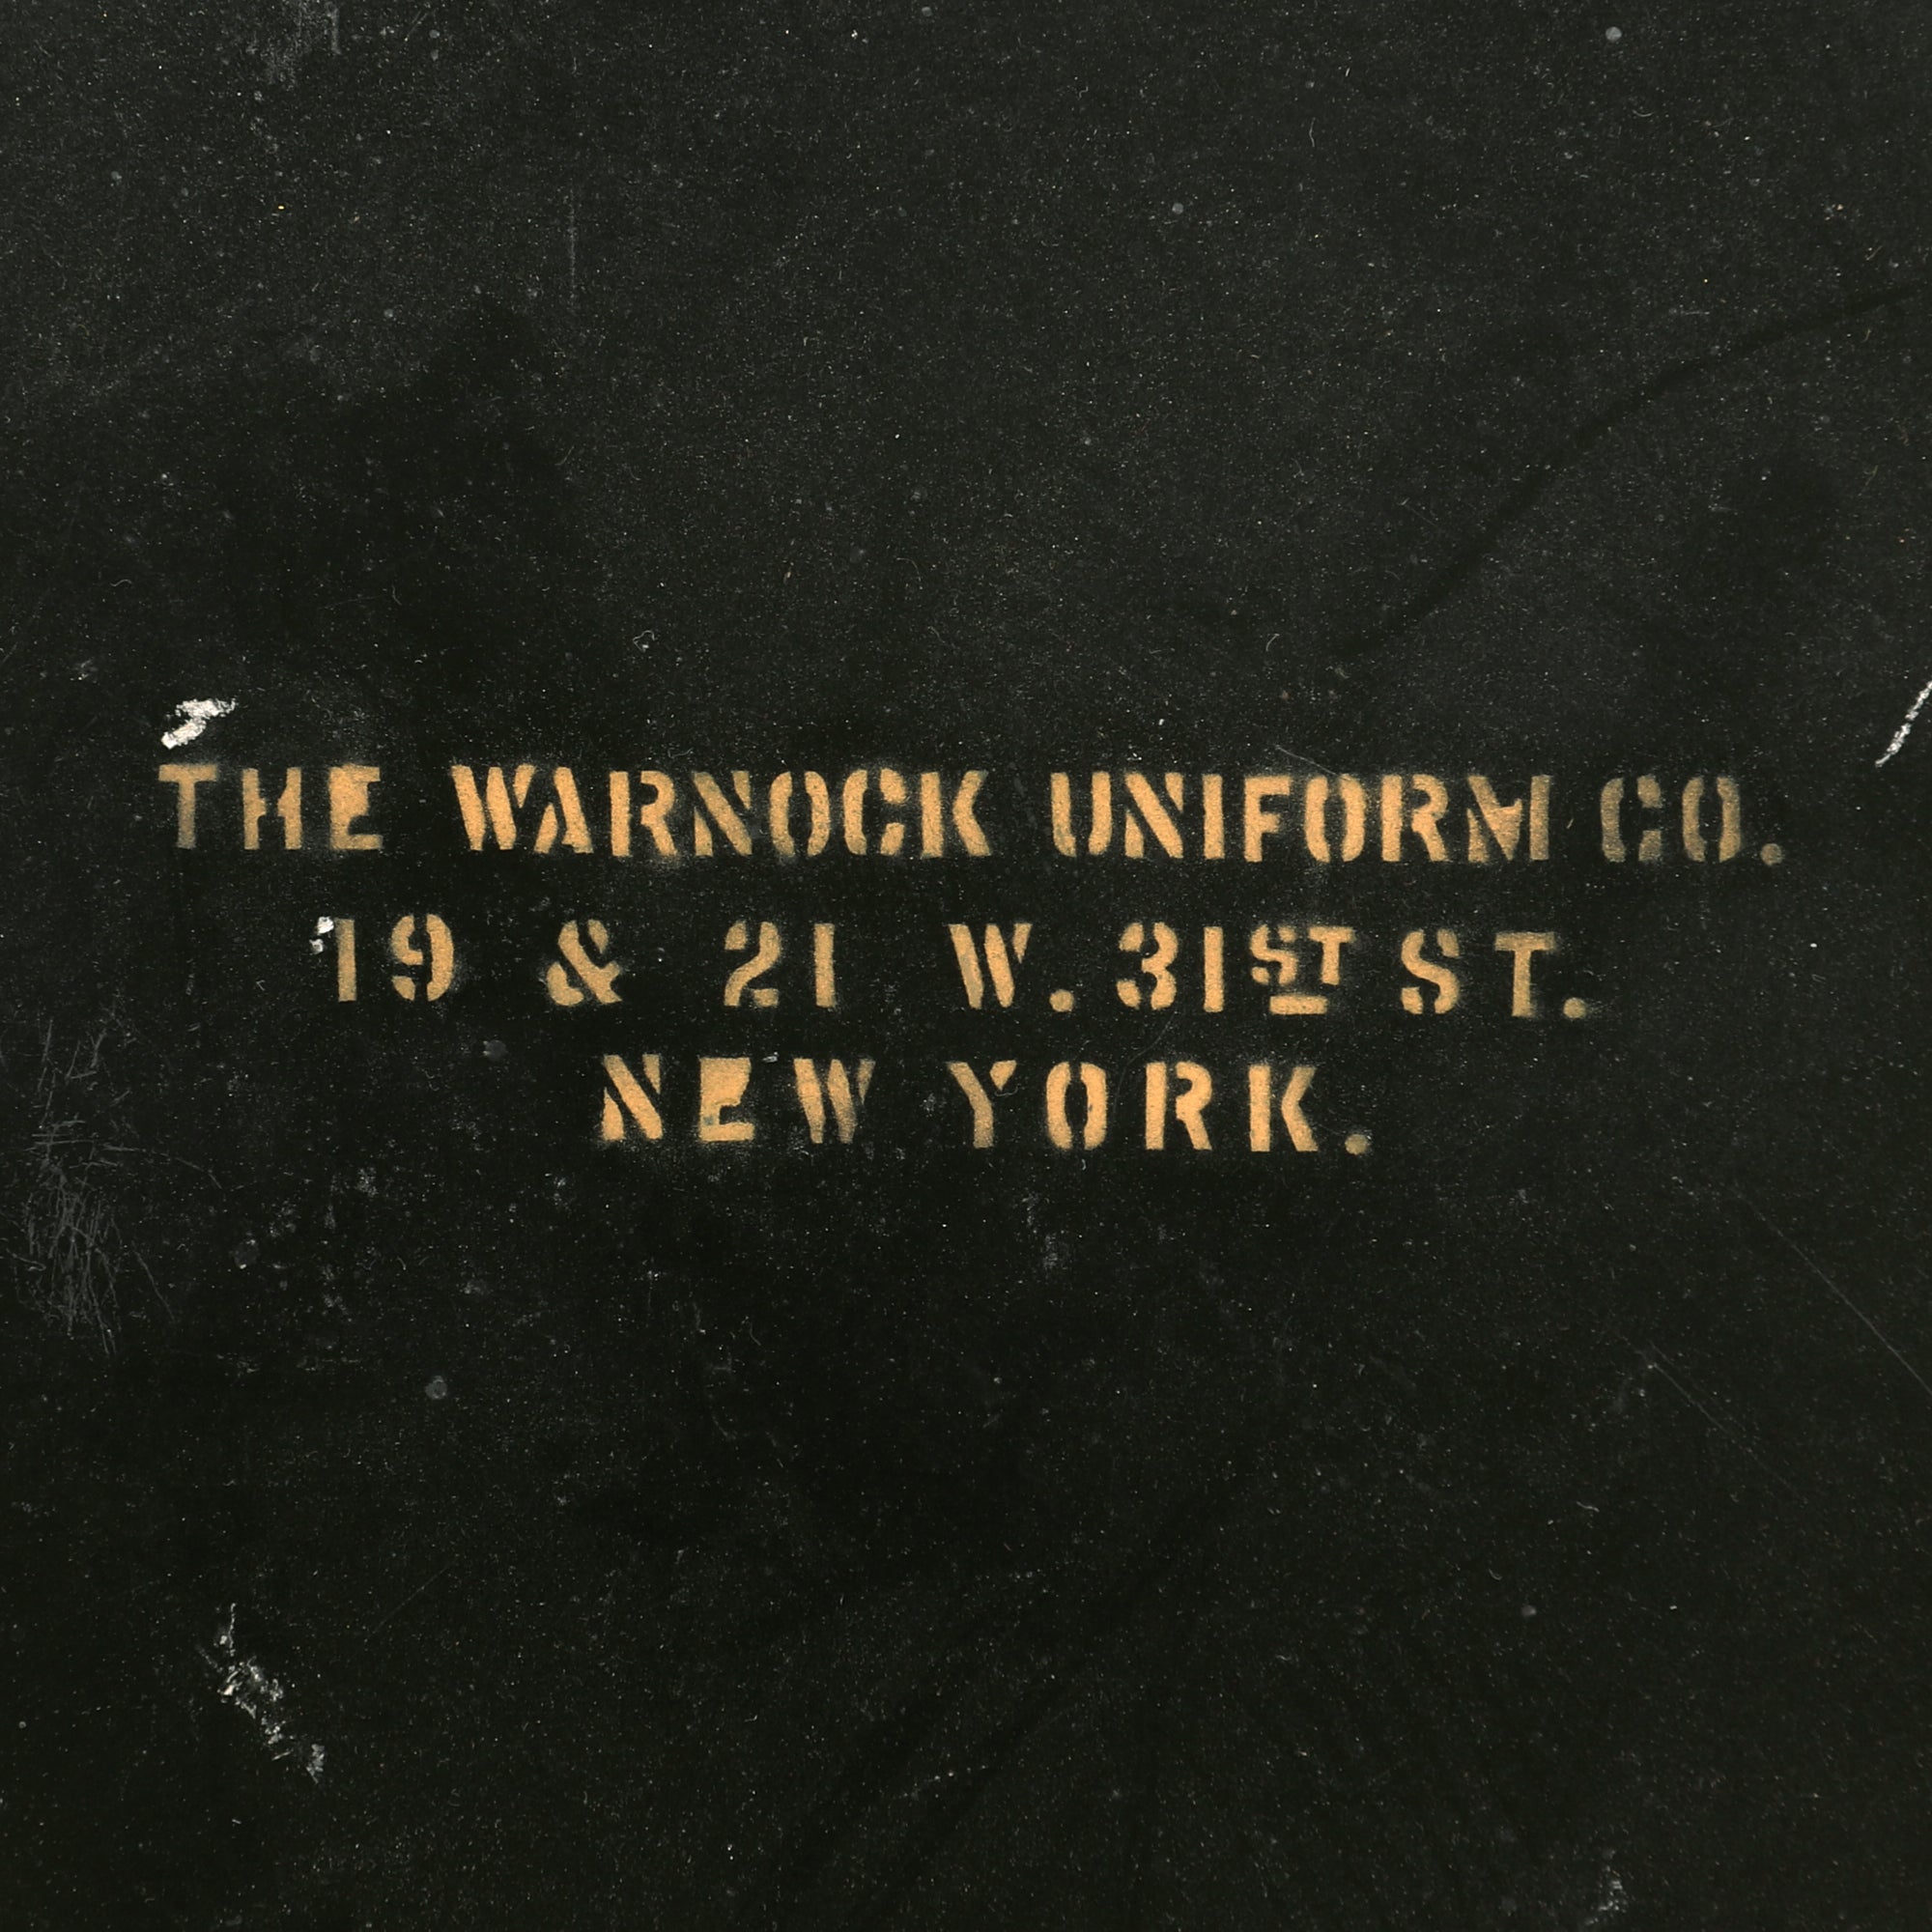 THE WARNOCK UNIFORM CO.
19 & 21 W. 31ST ST.
NEW YORK.